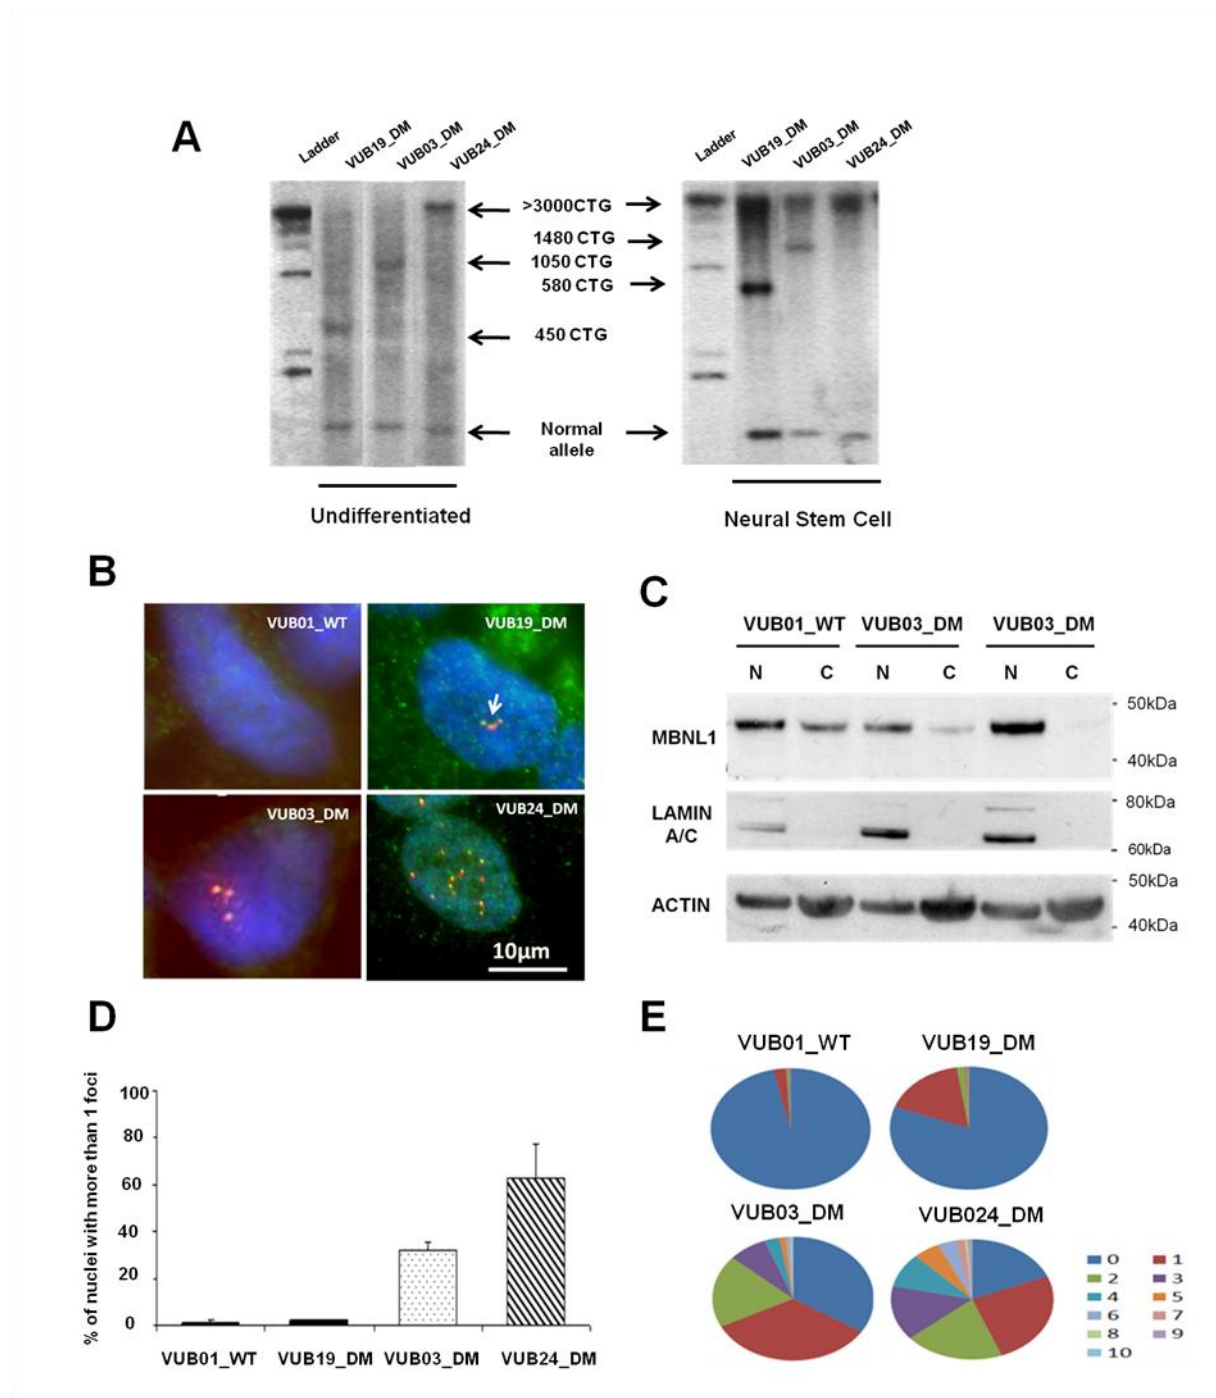 A
Ladder VUB19_DM VUB03_DM VUB24_DM
Ladder VUB19_DM VUB03_DM VUB24_DM
>3000CTG
1480 CTG
1050 CTG
580 CTG
450 CTG
Normal
allele
Undifferentiated
Neural Stem Cell
B
VUB01_WT
VUB19_DM
VUB03_DM
VUB24_DM
10µm
C
VUB01_WT VUB03_DM VUB03_DM
N C N C N C
MBNL1
50kDa
40kDa
LAMIN
A/C
80kDa
60kDa
ACTIN
50kDa
40kDa
D
% of nuclei with more than 1 foci
100
80
60
40
20
0
VUB01_WT VUB19_DM VUB03_DM VUB24_DM
E
VUB01_WT VUB19_DM
VUB03_DM VUB024_DM
0 1
2 3
4 5
6 7
8 9
10